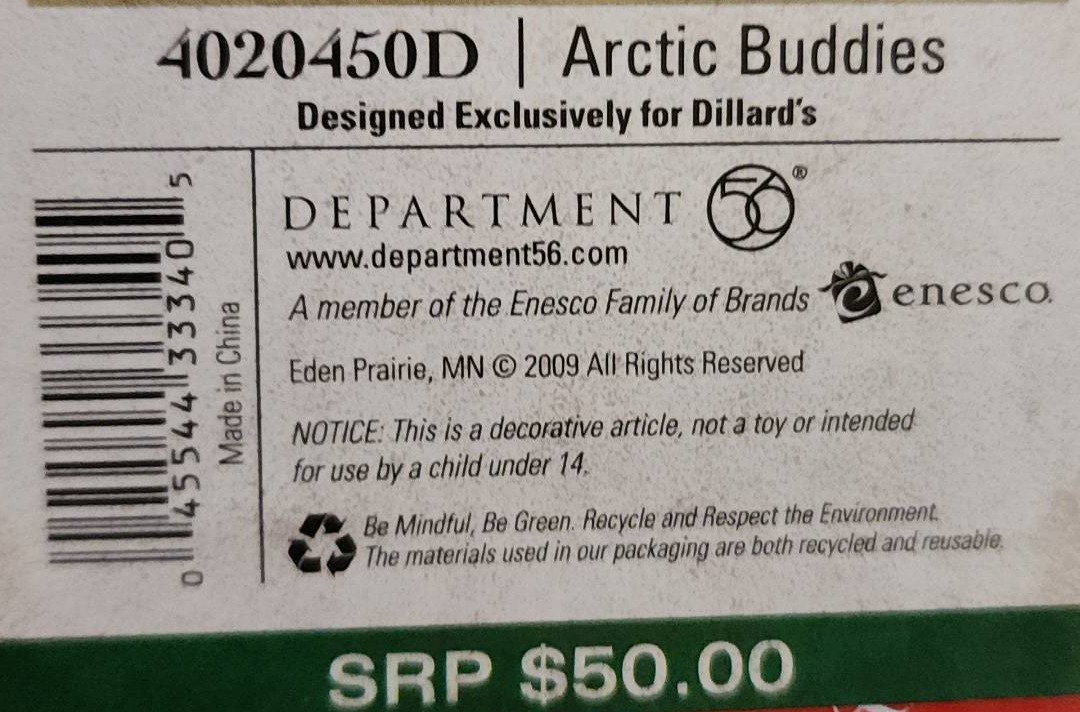 4020450D | Arctic Buddies
Designed Exclusively for Dillard's
0 45544 33340 5
Made in China
DEPARTMENT 56®
www.department56.com
A member of the Enesco Family of Brands enesco.
Eden Prairie, MN © 2009 All Rights Reserved
NOTICE: This is a decorative article, not a toy or intended
for use by a child under 14.
Be Mindful, Be Green. Recycle and Respect the Environment.
The materials used in our packaging are both recycled and reusable.
SRP $50.00